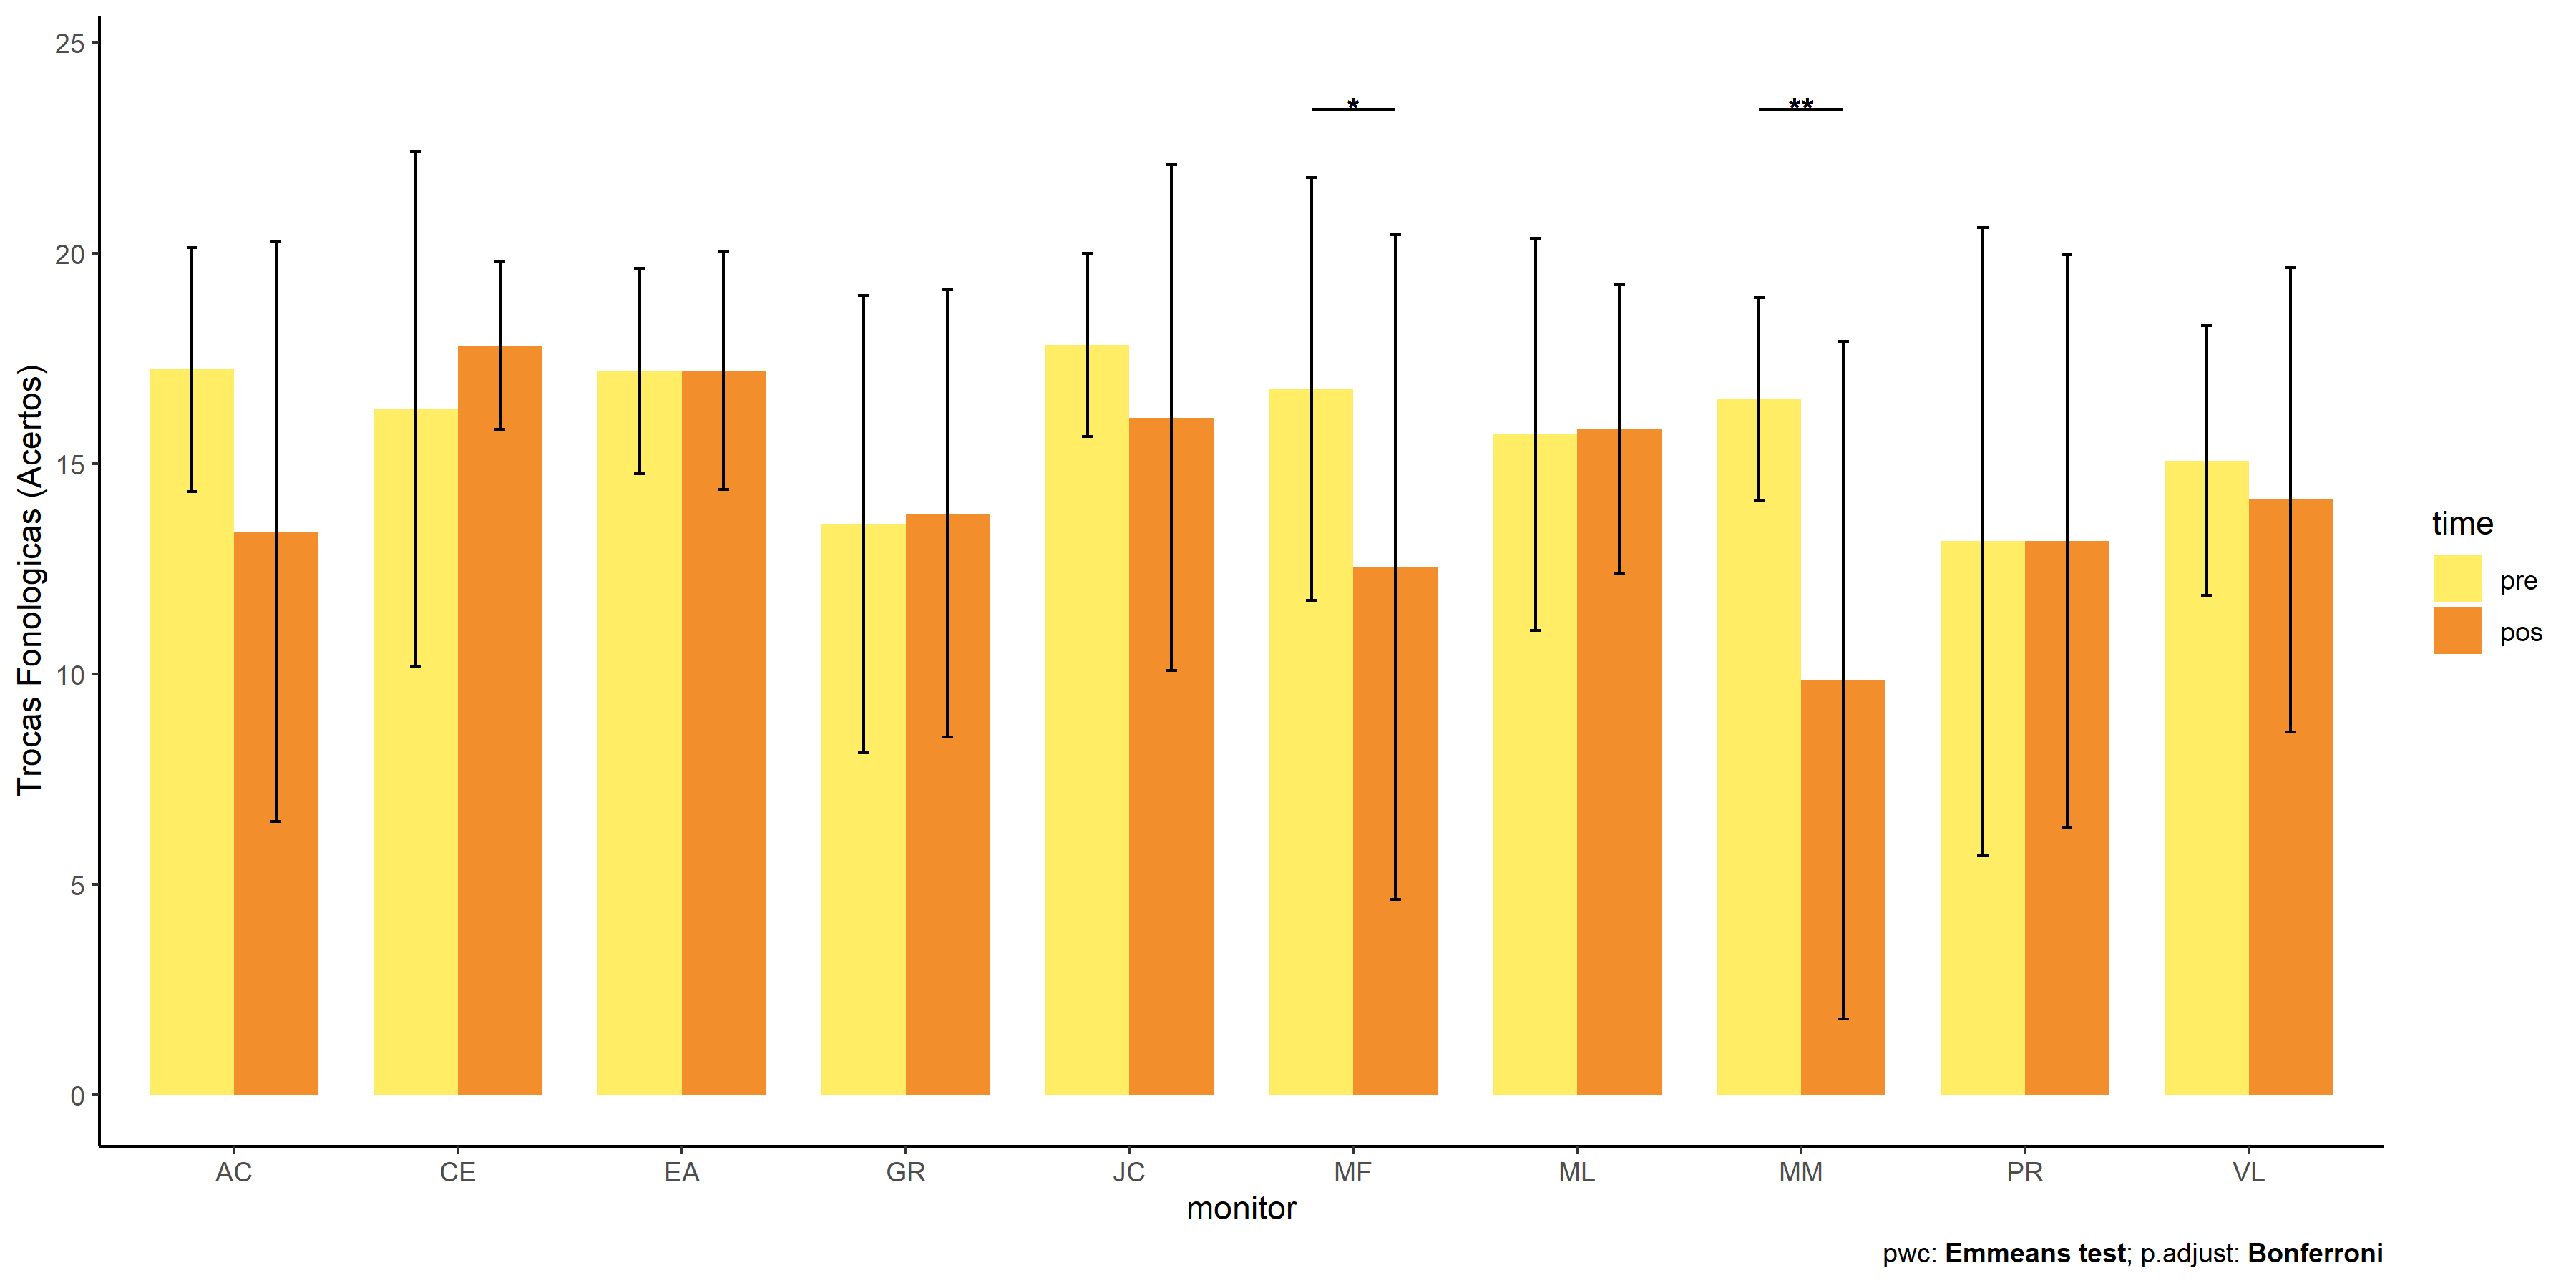 Trocas Fonologicas (Acertos)
25
20
15
10
5
0
*
**
AC CE EA GR JC MF ML MM PR VL
monitor
time
pre
pos
pwc: Emmeans test; p.adjust: Bonferroni